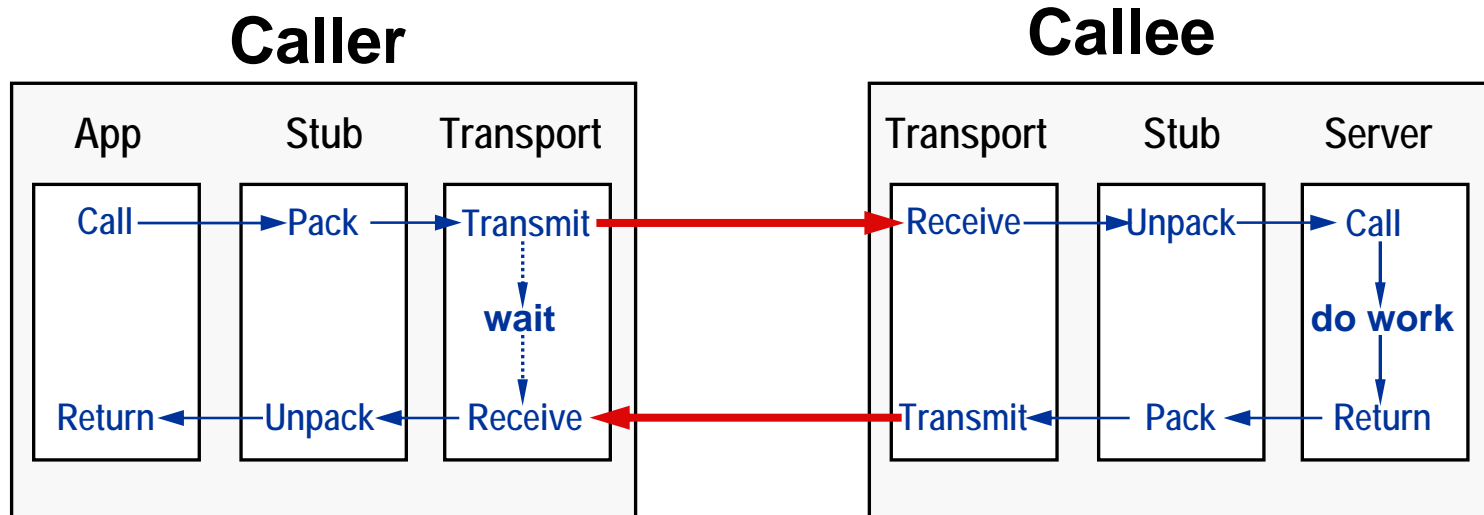 Caller Callee
App Stub Transport Transport Stub Server
Call Pack Transmit Receive Unpack Call
wait do work
Return Unpack Receive Transmit Pack Return